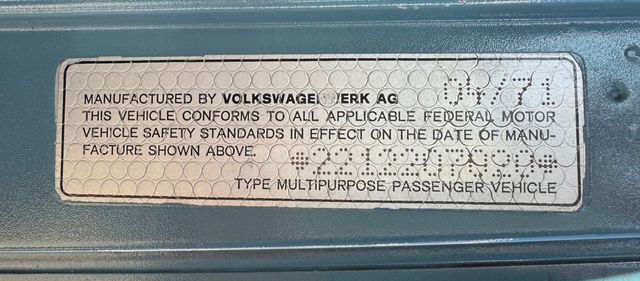 04/71
MANUFACTURED BY VOLKSWAGENWERK AG
THIS VEHICLE CONFORMS TO ALL APPLICABLE FEDERAL MOTOR
VEHICLE SAFETY STANDARDS IN EFFECT ON THE DATE OF MANU-
FACTURE SHOWN ABOVE.
TYPE MULTIPURPOSE PASSENGER VEHICLE